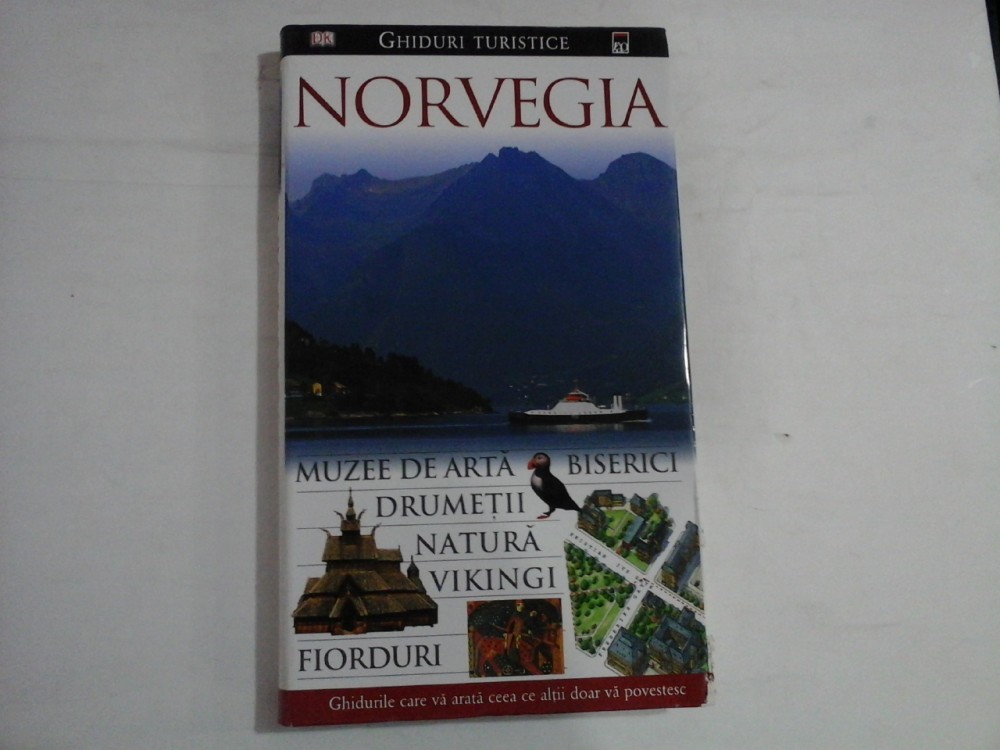 DK GHIDURI TURISTICE rao
NORVEGIA
MUZEE DE ARTĂ BISERICI
DRUMEȚII
NATURĂ
VIKINGI
FIORDURI
Ghidurile care vă arată ceea ce alții doar vă povestesc